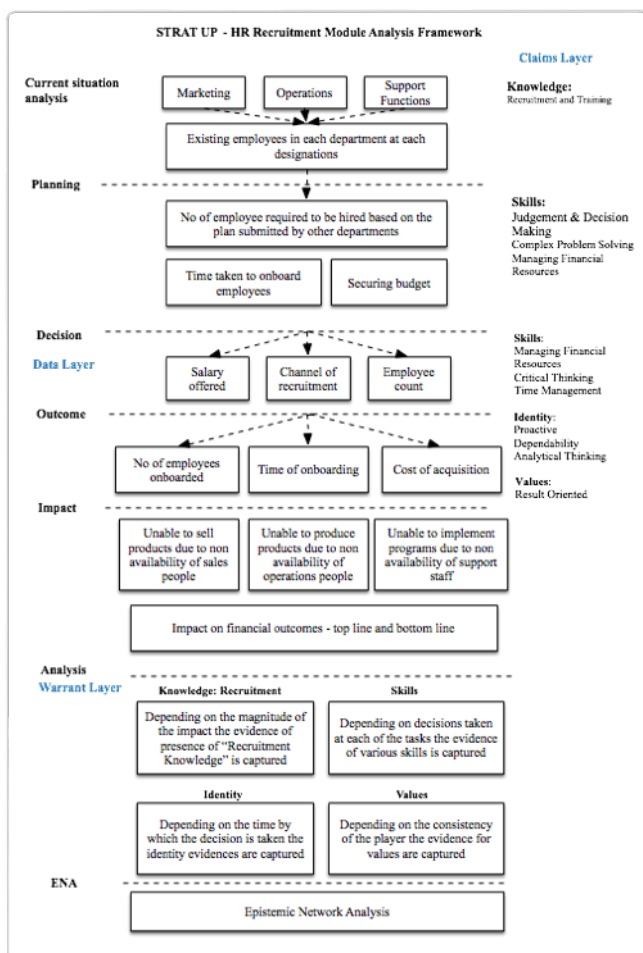 STRAT UP - HR Recruitment Module Analysis Framework
Claims Layer
Current situation
analysis
Marketing
Operations
Support
Functions
Knowledge:
Recruitment and Training
Existing employees in each department at each
designations
Planning
No of employee required to be hired based on the
plan submitted by other departments
Skills:
Judgement & Decision
Making
Complex Problem Solving
Managing Financial
Resources
Time taken to onboard
employees
Securing budget
Decision
Data Layer
Salary
offered
Channel of
recruitment
Employee
count
Skills:
Managing Financial
Resources
Critical Thinking
Time Management
Outcome
Identity:
Proactive
Dependability
Analytical Thinking
No of employees
onboarded
Time of onboarding
Cost of acquisition
Values:
Result Oriented
Impact
Unable to sell
products due to non
availability of sales
people
Unable to produce
products due to non
availability of
operations people
Unable to implement
programs due to non
availability of support
staff
Impact on financial outcomes - top line and bottom line
Analysis
Warrant Layer
Knowledge: Recruitment
Skills
Depending on the magnitude of
the impact the evidence of
presence of “Recruitment
Knowledge” is captured
Depending on decisions taken
at each of the tasks the evidence
of various skills is captured
Identity
Values
Depending on the time by
which the decision is taken the
identity evidences are captured
Depending on the consistency
of the player the evidence for
values are captured
ENA
Epistemic Network Analysis